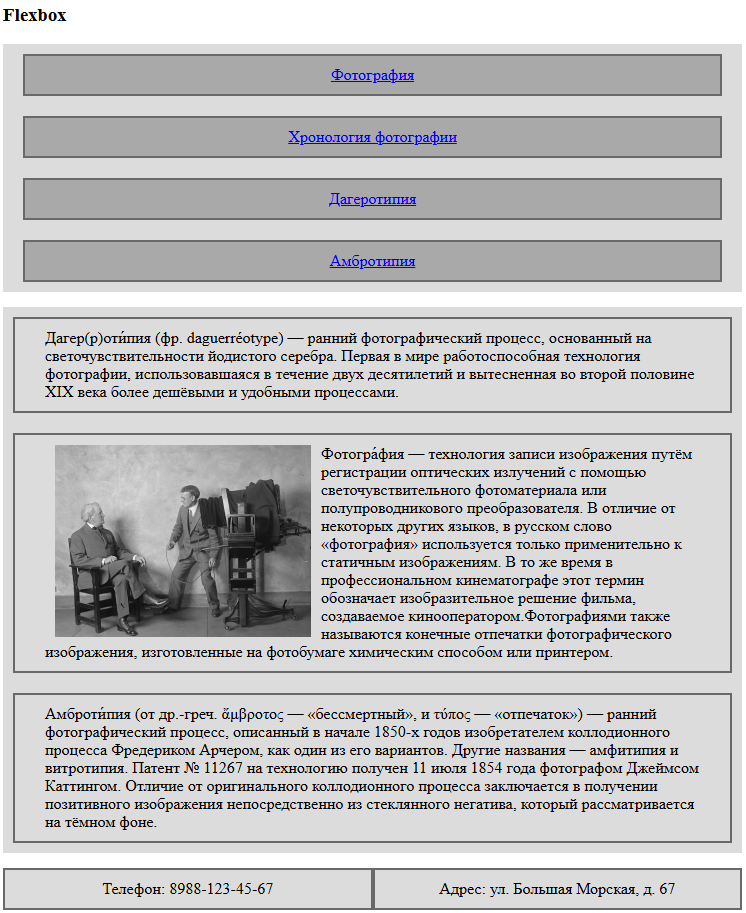 Flexbox
Фотография
Хронология фотографии
Дагеротипия
Амбротипия
Дагер(р)оти́пия (фр. daguerréotype) — ранний фотографический процесс, основанный на
светочувствительности йодистого серебра. Первая в мире работоспособная технология
фотографии, использовавшаяся в течение двух десятилетий и вытесненная во второй половине
XIX века более дешёвыми и удобными процессами.
Фотогра́фия — технология записи изображения путём
регистрации оптических излучений с помощью
светочувствительного фотоматериала или
полупроводникового преобразователя. В отличие от
некоторых других языков, в русском слово
«фотография» используется только применительно к
статичным изображениям. В то же время в
профессиональном кинематографе этот термин
обозначает изобразительное решение фильма,
создаваемое кинооператором.Фотографиями также
называются конечные отпечатки фотографического
изображения, изготовленные на фотобумаге химическим способом или принтером.
Амброти́пия (от др.-греч. ἄμβροτος — «бессмертный», и τύπος — «отпечаток») — ранний
фотографический процесс, описанный в начале 1850-х годов изобретателем коллодионного
процесса Фредериком Арчером, как один из его вариантов. Другие названия — амфитипия и
витротипия. Патент № 11267 на технологию получен 11 июля 1854 года фотографом Джеймсом
Каттингом. Отличие от оригинального коллодионного процесса заключается в получении
позитивного изображения непосредственно из стеклянного негатива, который рассматривается
на тёмном фоне.
Телефон: 8988-123-45-67
Адрес: ул. Большая Морская, д. 67